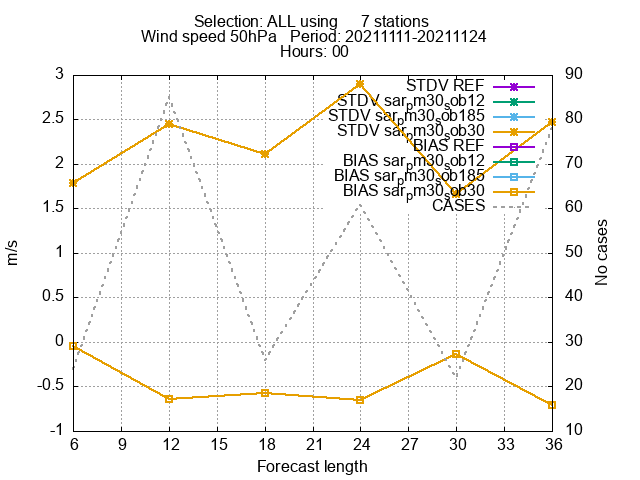 Selection: ALL using 7 stations
Wind speed 50hPa Period: 20211111-20211124
Hours: 00
3
2.5
2
1.5
1
0.5
0
-0.5
-1
m/s
90
80
70
60
50
40
30
20
10
No cases
STDV REF
STDV sar_pm30_sob12
STDV sar_pm30_sob185
STDV sar_pm30_sob30
BIAS REF
BIAS sar_pm30_sob12
BIAS sar_pm30_sob185
BIAS sar_pm30_sob30
CASES
6 9 12 15 18 21 24 27 30 33 36
Forecast length